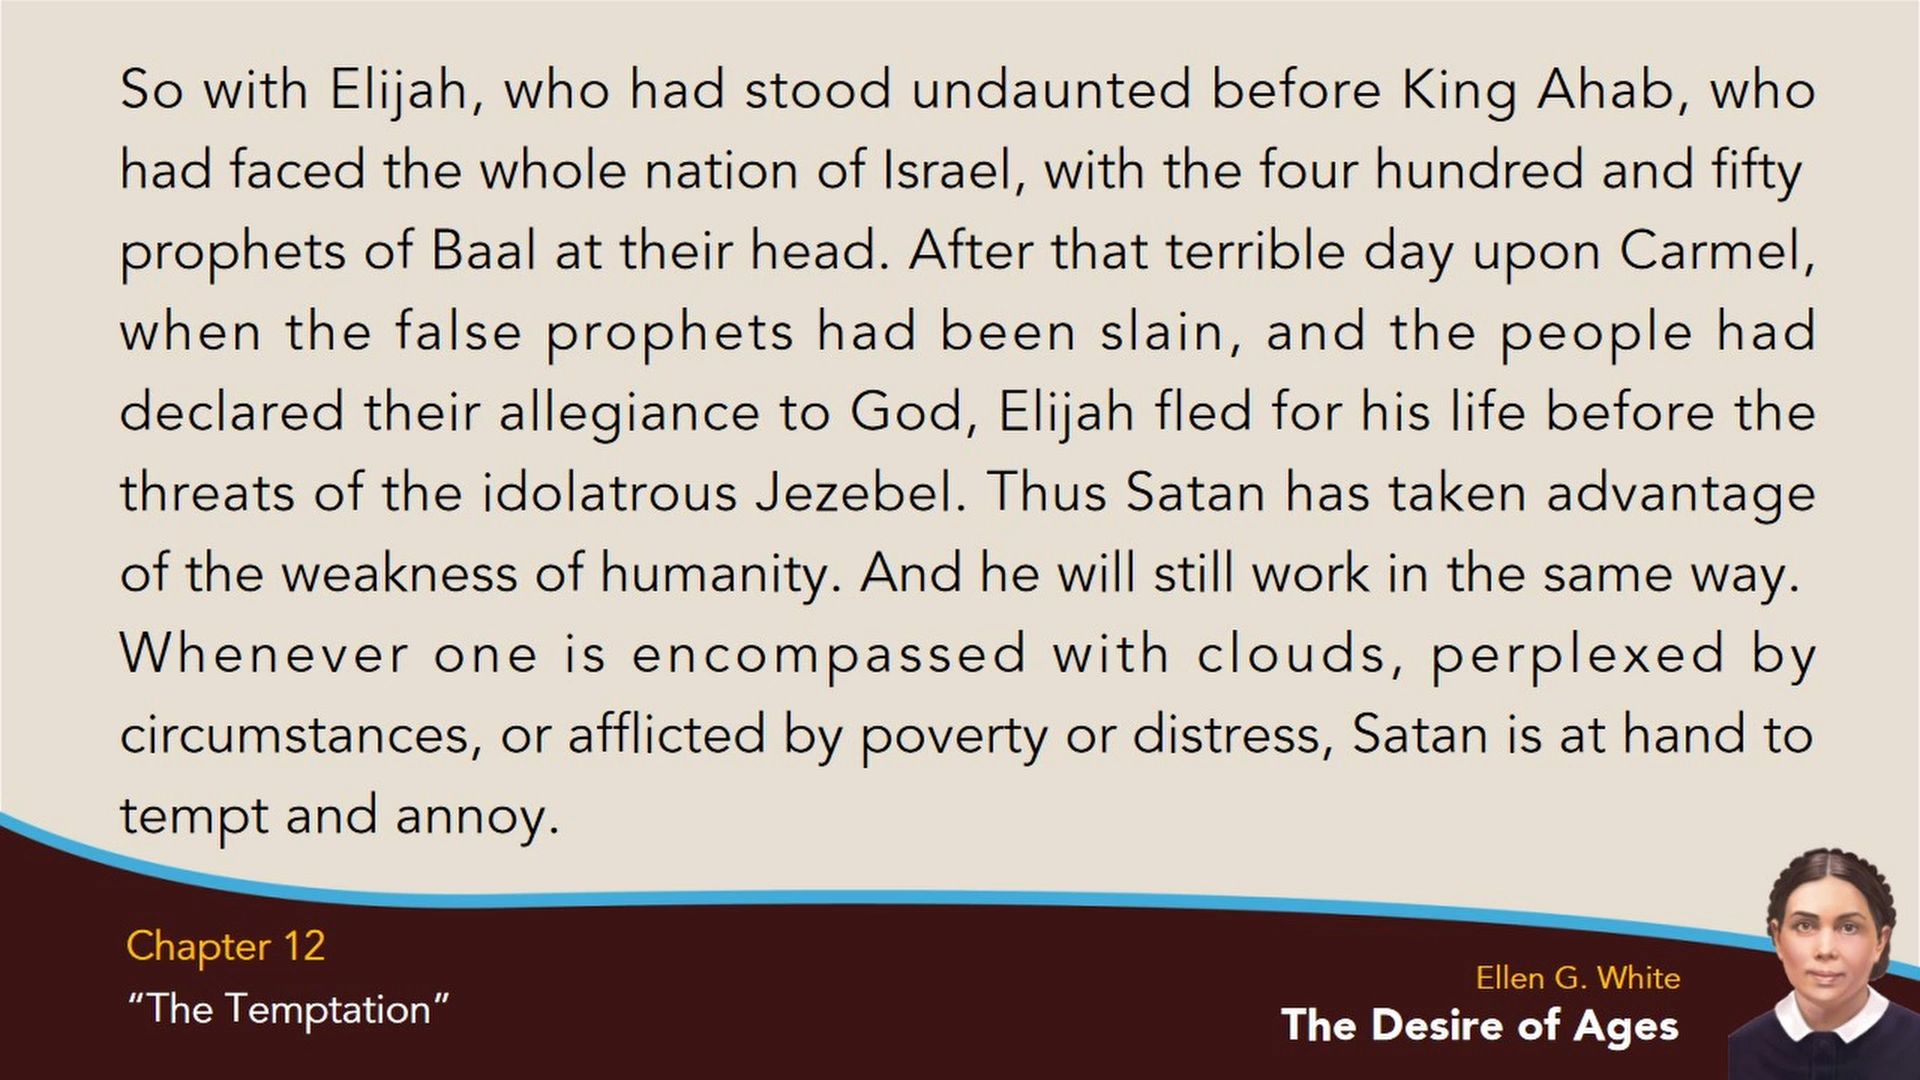 So with Elijah, who had stood undaunted before King Ahab, who
had faced the whole nation of Israel, with the four hundred and fifty
prophets of Baal at their head. After that terrible day upon Carmel,
when the false prophets had been slain, and the people had
declared their allegiance to God, Elijah fled for his life before the
threats of the idolatrous Jezebel. Thus Satan has taken advantage
of the weakness of humanity. And he will still work in the same way.
Whenever one is encompassed with clouds, perplexed by
circumstances, or afflicted by poverty or distress, Satan is at hand to
tempt and annoy.
Chapter 12
“The Temptation”
Ellen G. White
The Desire of Ages